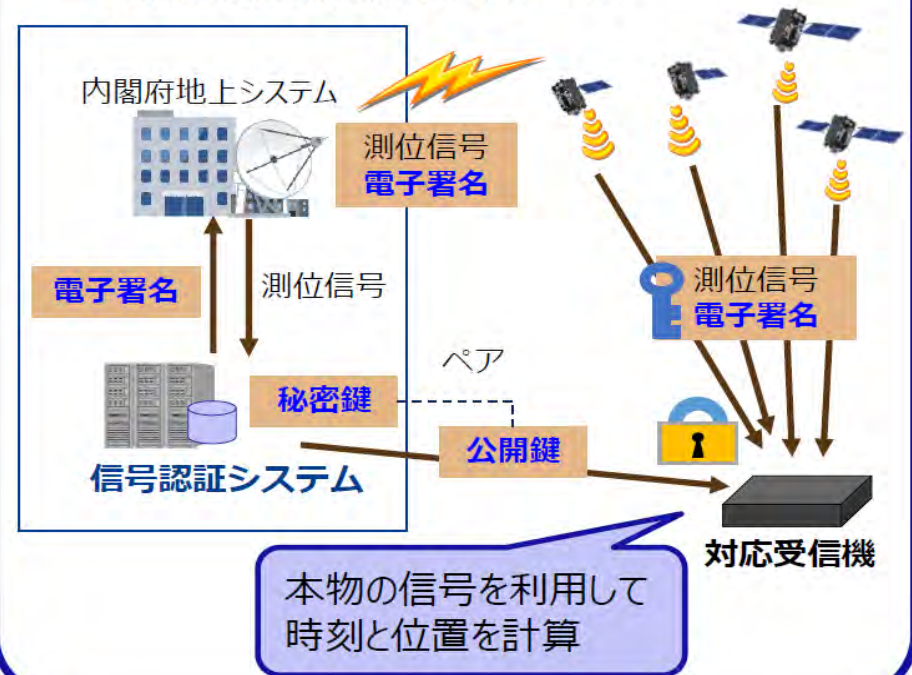 内閣府地上システム
測位信号
電子署名
電子署名
測位信号
測位信号
電子署名
ペア
秘密鍵
公開鍵
信号認証システム
対応受信機
本物の信号を利用して
時刻と位置を計算